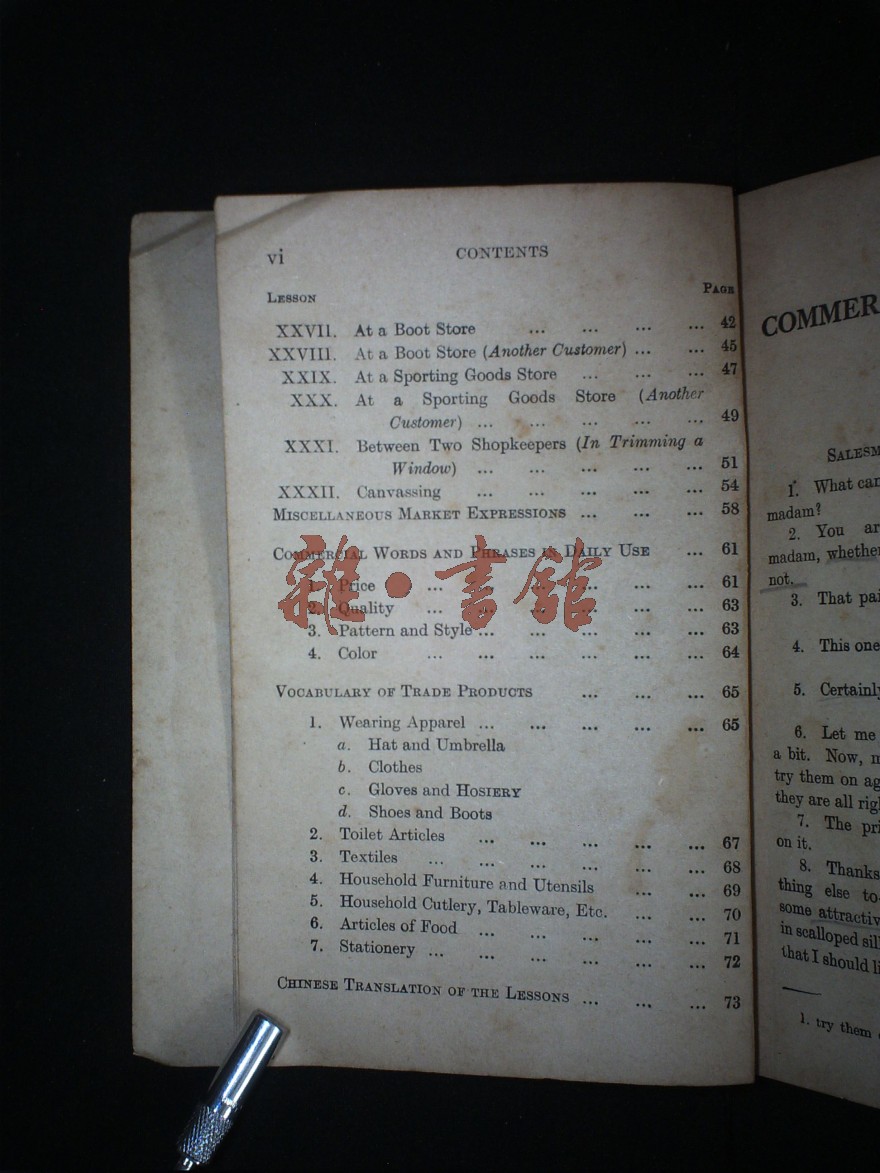 vi CONTENTS
LESSON PAGE
XXVII. At a Boot Store ... ... ... ... 42
XXVIII. At a Boot Store (Another Customer) ... ... 45
XXIX. At a Sporting Goods Store ... ... ... 47
XXX. At a Sporting Goods Store (Another
Customer) ... ... ... ... ... 49
XXXI. Between Two Shopkeepers (In Trimming a
Window) ... ... ... ... ... 51
XXXII. Canvassing ... ... ... ... ... 54
MISCELLANEOUS MARKET EXPRESSIONS ... ... ... 58
COMMERCIAL WORDS AND PHRASES IN DAILY USE ... 61
1. Price ... ... ... ... ... ... 61
2. Quality ... ... ... ... ... ... 63
3. Pattern and Style ... ... ... ... ... 63
4. Color ... ... ... ... ... ... 64
VOCABULARY OF TRADE PRODUCTS ... ... ... 65
1. Wearing Apparel ... ... ... ... ... 65
a. Hat and Umbrella
b. Clothes
c. Gloves and HOSIERY
d. Shoes and Boots
2. Toilet Articles ... ... ... ... ... 67
3. Textiles ... ... ... ... ... ... 68
4. Household Furniture and Utensils ... ... 69
5. Household Cutlery, Tableware, Etc. ... ... 70
6. Articles of Food ... ... ... ... ... 71
7. Stationery ... ... ... ... ... ... 72
CHINESE TRANSLATION OF THE LESSONS ... ... ... 73
雜·書館
COMMER
SALESM
1. What can
madam?
2. You ar
madam, whether
not.
3. That pai
4. This one
5. Certainly
6. Let me
a bit. Now, m
try them on ag
they are all righ
7. The pri
on it.
8. Thanks
thing else to
some attractiv
in scalloped sil
that I should li
1. try them